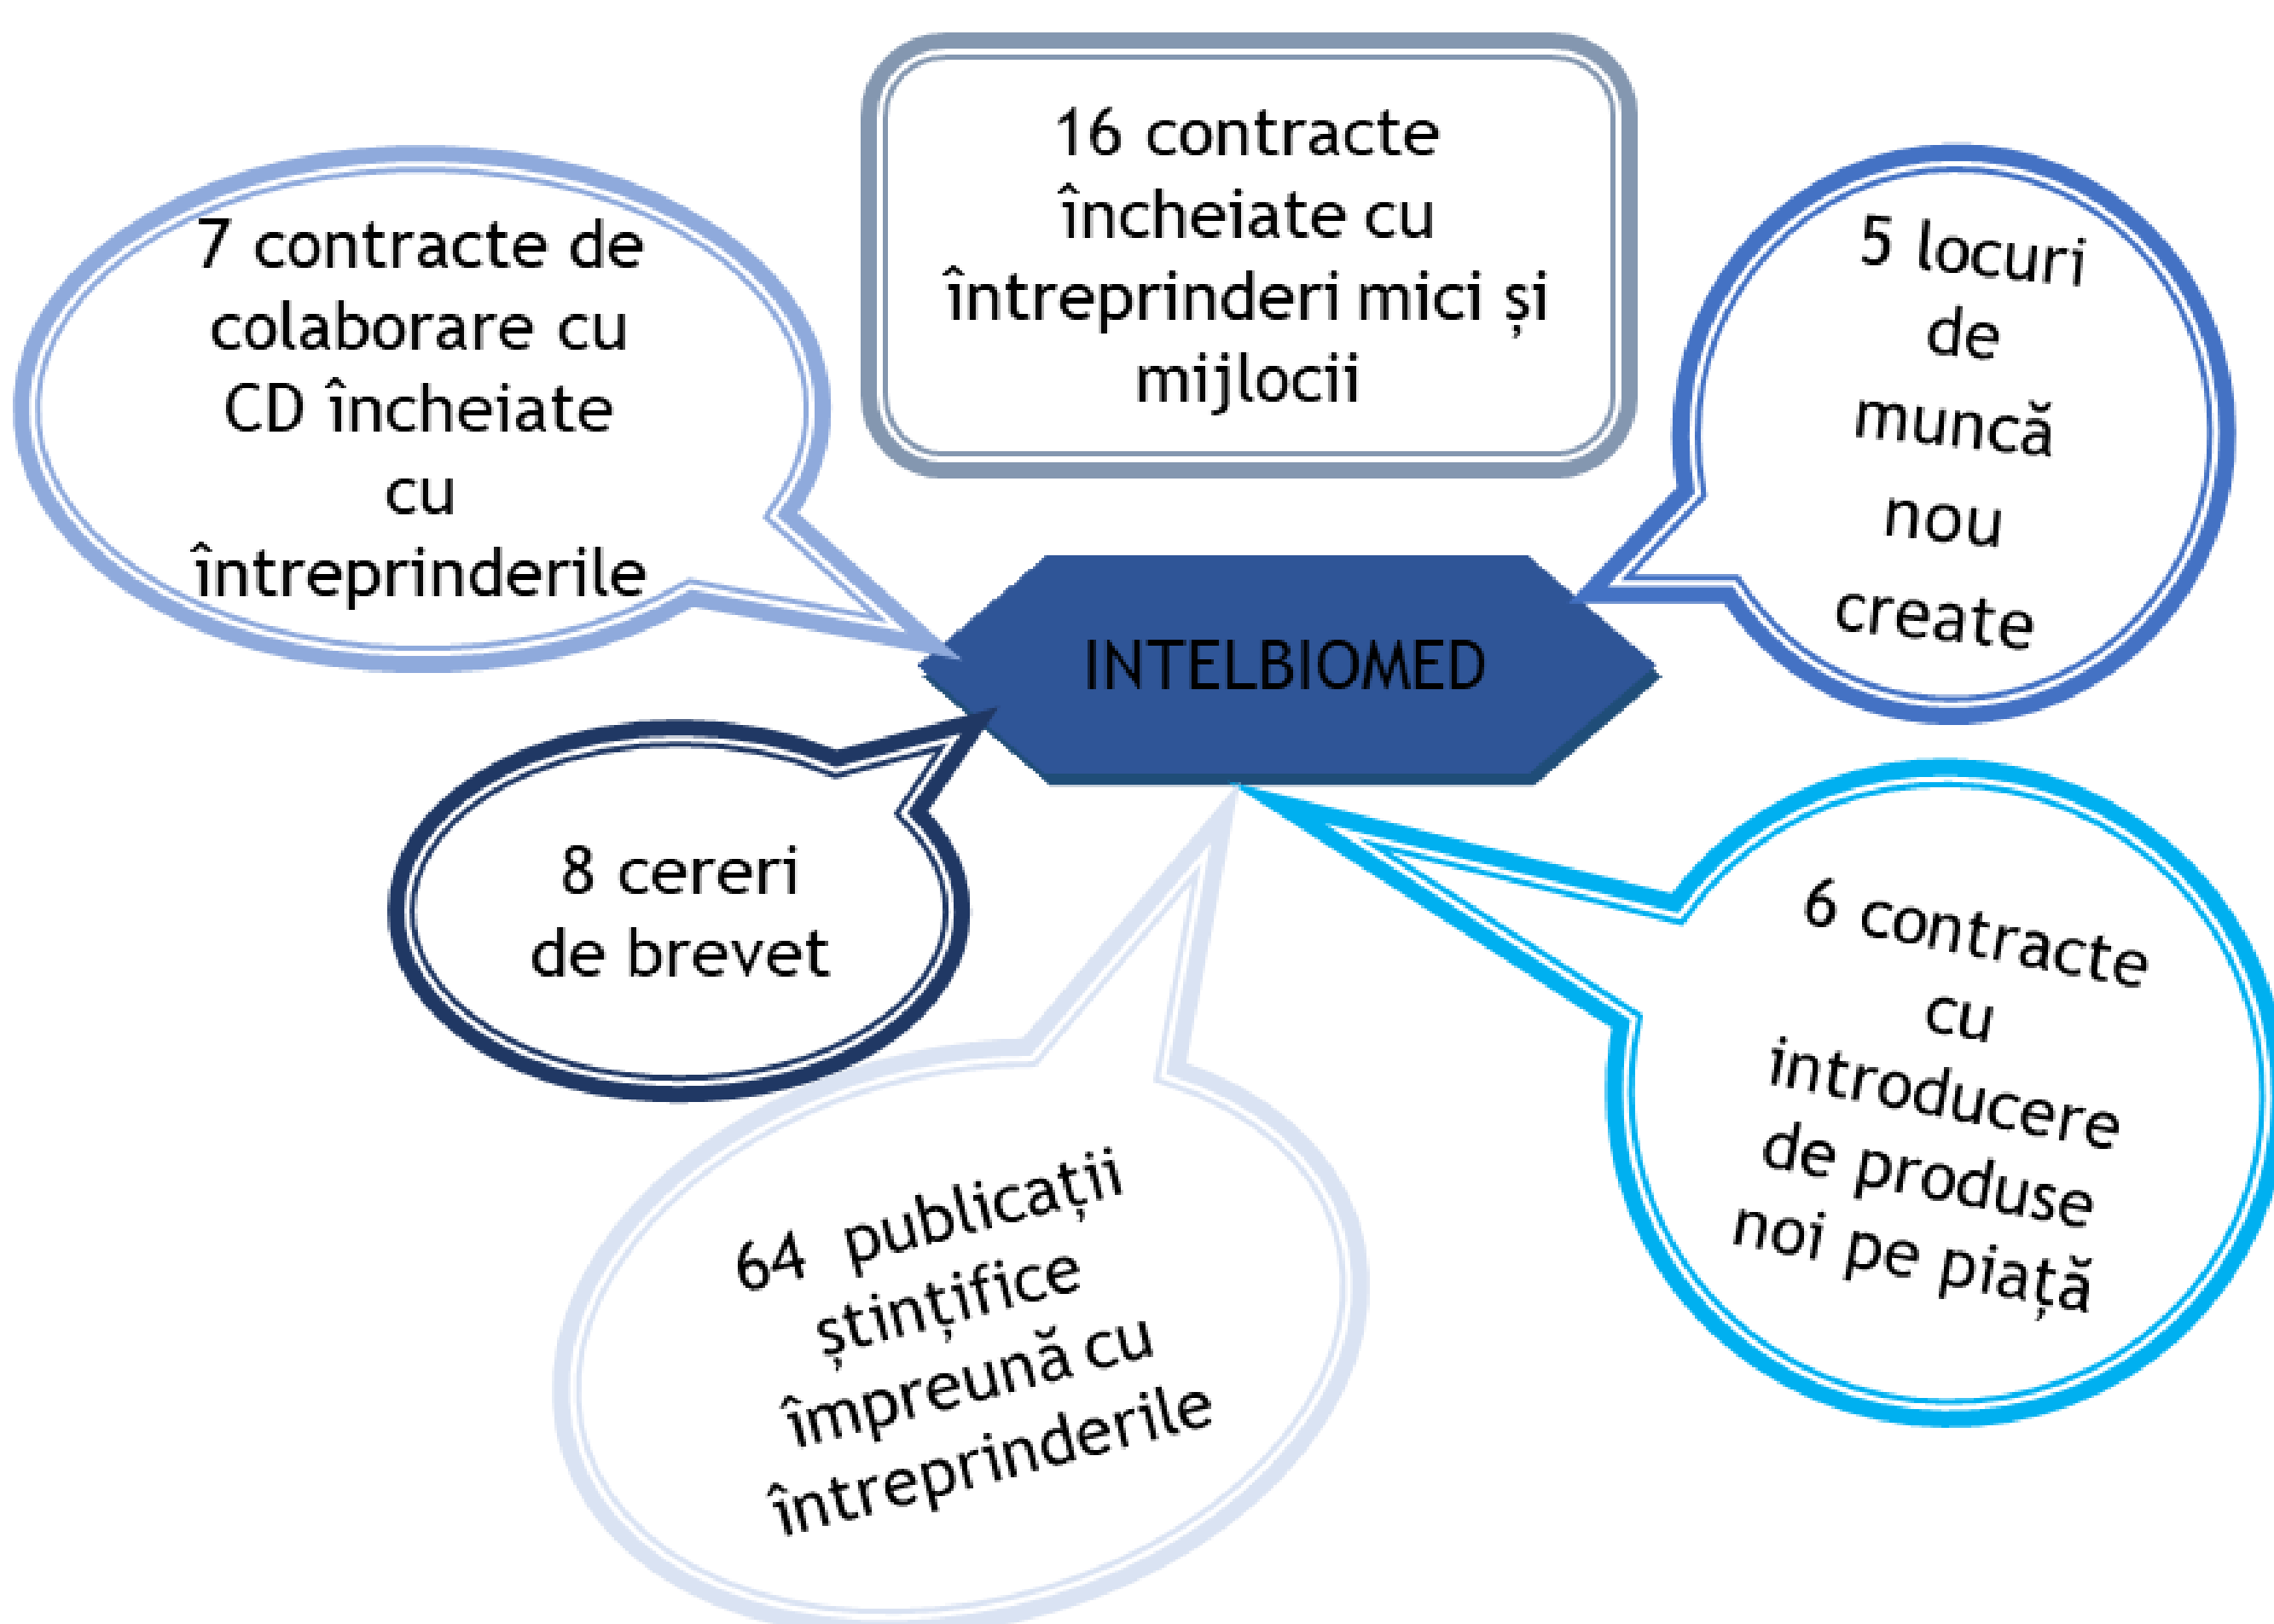 16 contracte
încheiate cu
întreprinderi mici și
mijlocii
7 contracte de
colaborare cu
CD încheiate
cu
întreprinderile
5 locuri
de
muncă
nou
create
INTELBIOMED
8 cereri
de brevet
6 contracte
cu
introducere
de produse
noi pe piață
64 publicații
ștințifice
împreună cu
întreprinderile